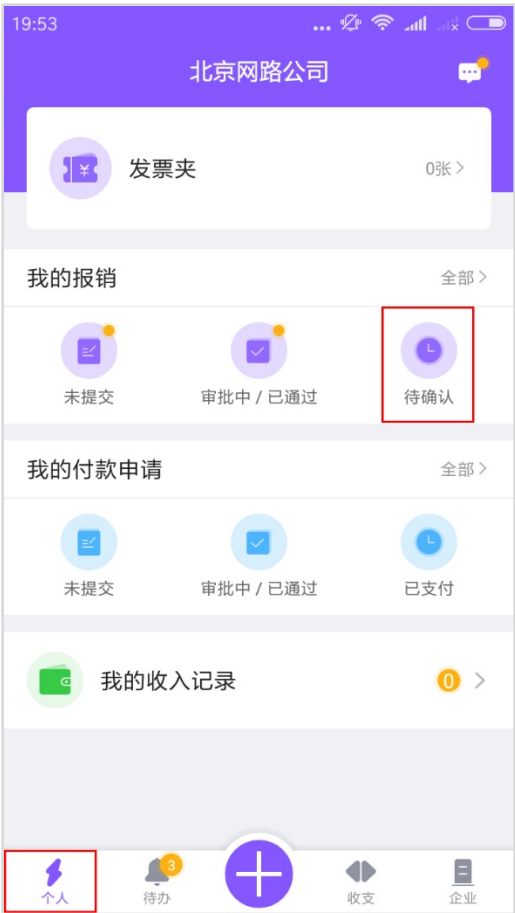 19:53
北京网路公司
¥
发票夹 0张
我的报销 全部
未提交 审批中 / 已通过 待确认
我的付款申请 全部
未提交 审批中 / 已通过 已支付
我的收入记录 0
3
个人 待办 收支 企业